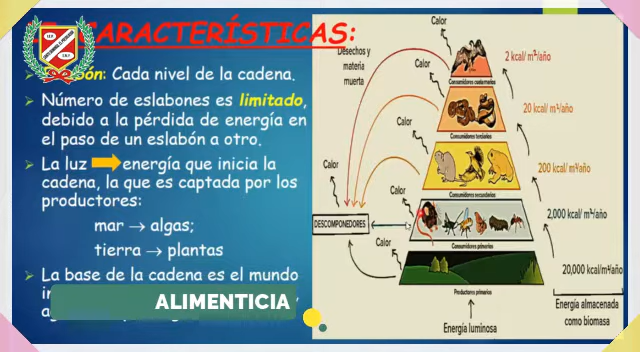 CARACTERÍSTICAS:
Cada nivel de la cadena.
Número de eslabones es limitado,
debido a la pérdida de energía en
el paso de un eslabón a otro.
La luz energía que inicia la
cadena, la que es captada por los
productores:
mar → algas;
tierra → plantas
La base de la cadena es el mundo
ALIMENTICIA
Calor
Desechos y
materia
muerta
Calor
2 kcal/ m²/año
Consumidores cuaternarios
Calor
20 kcal/ m²/año
Consumidores terciarios
Calor
200 kcal/ m²/año
Consumidores secundarios
Calor
2,000 kcal/ m²/año
DESCOMPONEDORES
Consumidores primarios
Calor
20,000 kcal/m²/año
Productores primarios
Energía luminosa
Energía almacenada
como biomasa